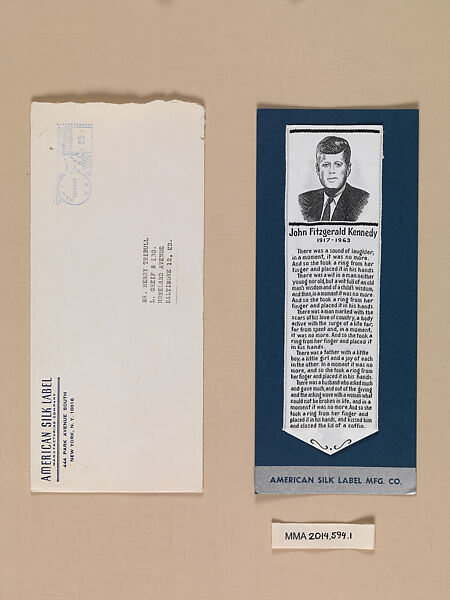 AMERICAN SILK LABEL
MANUFACTURING COMPANY
444 PARK AVENUE SOUTH
NEW YORK, N.Y. 10016
MR. HENRY TRIBULL
L. GREIF & BRO.
HOMELAND AVENUE
BALTIMORE 12, MD.
John Fitzgerald Kennedy
1917-1963
There was a sound of laughter,
in a moment, it was no more.
And so she took a ring from her
finger and placed it in his hands.
There was a wit in a man neither
young nor old, but a wit full of an old
man's wisdom and of a child's wisdom,
and then, in a moment it was no more.
And so she took a ring from her
finger and placed it in his hands.
There was a man marked with the
scars of his love of country, a body
active with the surge of a life far,
far from spent and, in a moment,
it was no more. And so she took a
ring from her finger and placed it
in his hands.
There was a father with a little
boy, a little girl and a joy of each
in the other. In a moment it was no
more, and so she took a ring from
her finger and placed it in his hands.
There was a husband who asked much
and gave much, and out of the giving
and the asking wove with a woman what
could not be broken in life, and in a
moment it was no more. And so she
took a ring from her finger and
placed it in his hands, and kissed him
and closed the lid of a coffin.
AMERICAN SILK LABEL MFG. CO.
MMA 2014.594.1